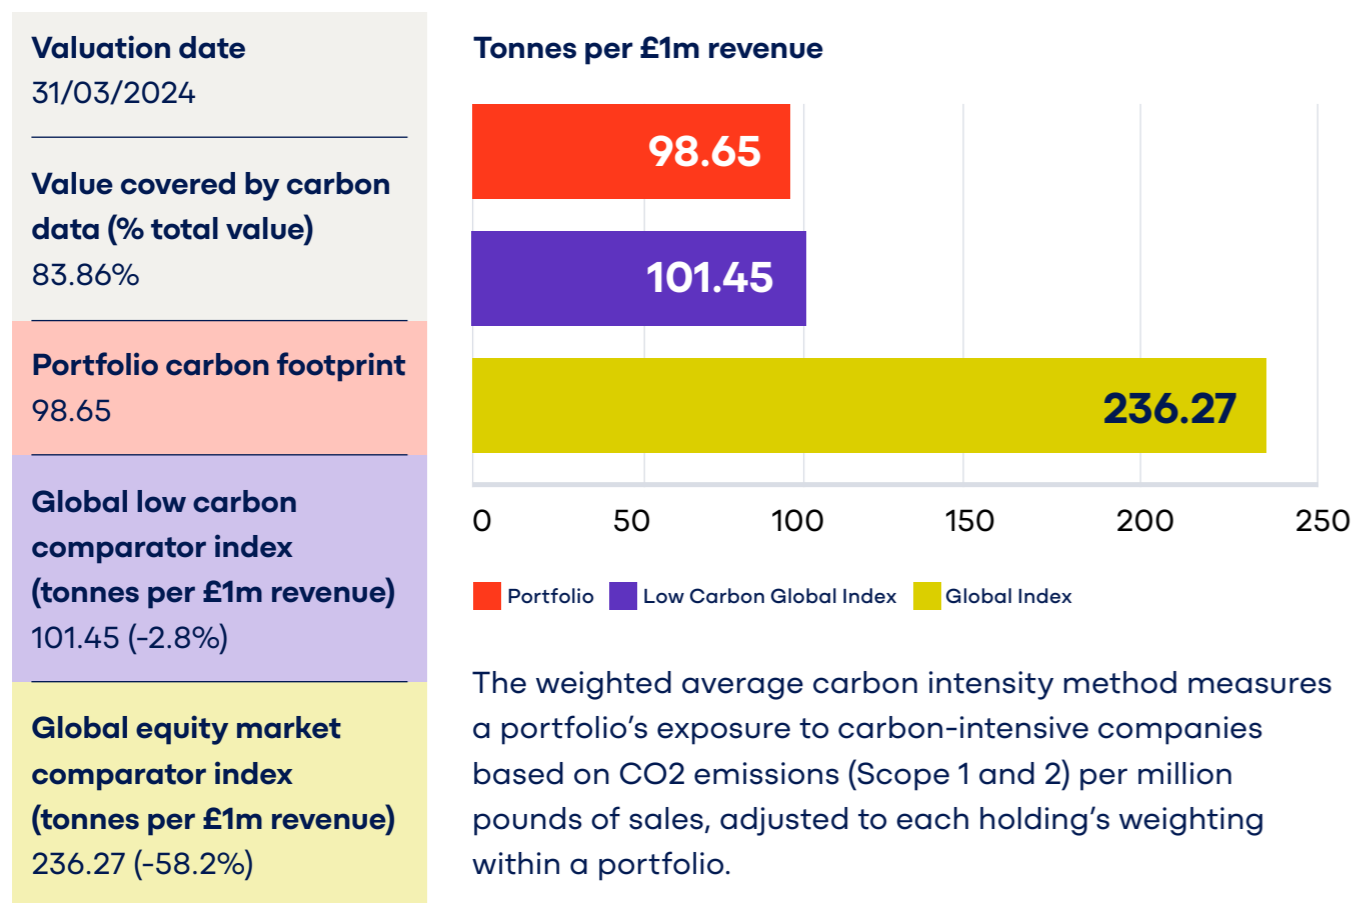 Valuation date
31/03/2024
Value covered by carbon
data (% total value)
83.86%
Portfolio carbon footprint
98.65
Global low carbon
comparator index
(tonnes per £1m revenue)
101.45 (-2.8%)
Global equity market
comparator index
(tonnes per £1m revenue)
236.27 (-58.2%)
Tonnes per £1m revenue
98.65
101.45
236.27
0 50 100 150 200 250
Portfolio Low Carbon Global Index Global Index
The weighted average carbon intensity method measures
a portfolio’s exposure to carbon-intensive companies
based on CO2 emissions (Scope 1 and 2) per million
pounds of sales, adjusted to each holding’s weighting
within a portfolio.